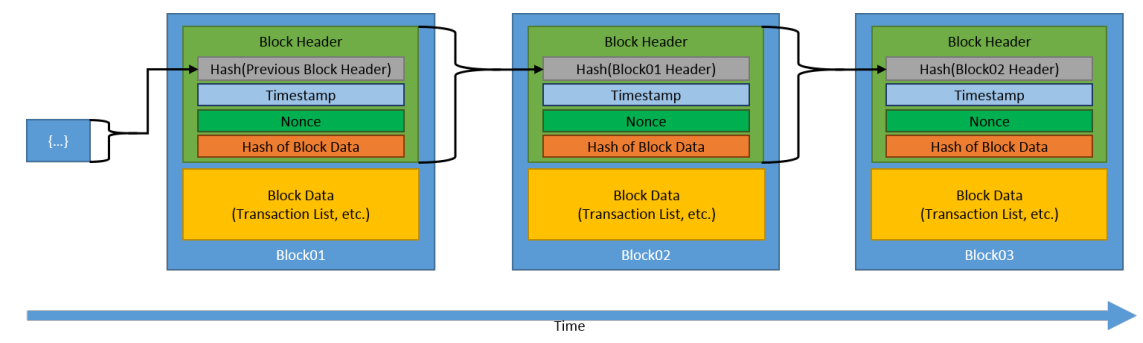 {...}
Block Header
Hash(Previous Block Header)
Timestamp
Nonce
Hash of Block Data
Block Data
(Transaction List, etc.)
Block01
Block Header
Hash(Block01 Header)
Timestamp
Nonce
Hash of Block Data
Block Data
(Transaction List, etc.)
Block02
Block Header
Hash(Block02 Header)
Timestamp
Nonce
Hash of Block Data
Block Data
(Transaction List, etc.)
Block03
Time